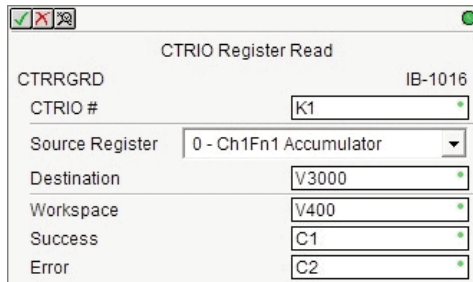 CTRIO Register Read
CTRRGRD IB-1016
CTRIO # K1
Source Register 0 - Ch1Fn1 Accumulator
Destination V3000
Workspace V400
Success C1
Error C2